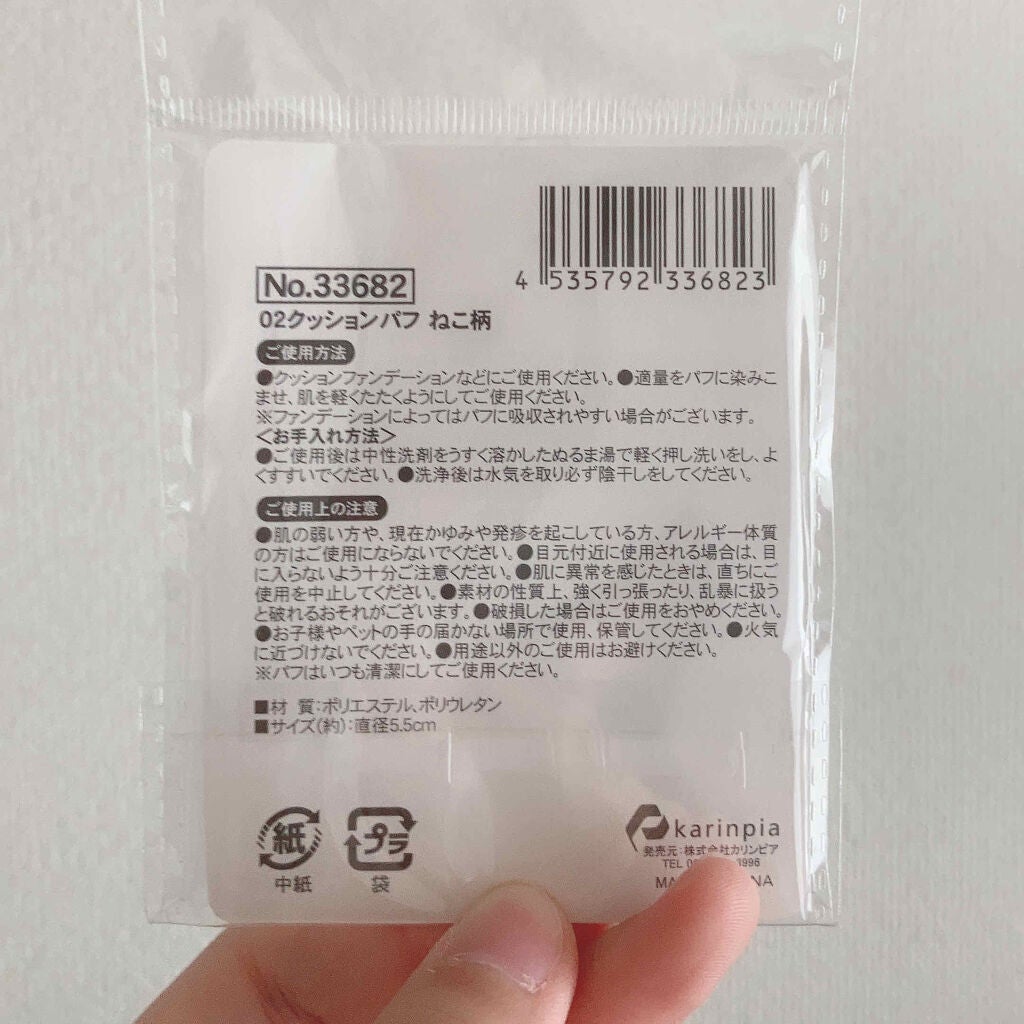 4 535792 336823
No.33682
02クッションパフ ねこ柄
ご使用方法
●クッションファンデーションなどにご使用ください。●適量をパフに染みこ
ませ、肌を軽くたたくようにしてご使用ください。
※ファンデーションによってはパフに吸収されやすい場合がございます。
<お手入れ方法>
●ご使用後は中性洗剤をうすく溶かしたぬるま湯で軽く押し洗いをし、よ
くすすいでください。●洗浄後は水気を取り必ず陰干しをしてください。
ご使用上の注意
●肌の弱い方や、現在かゆみや発疹を起こしている方、アレルギー体質
の方はご使用にならないでください。●目元付近に使用される場合は、目
に入らないよう十分ご注意ください。●肌に異常を感じたときは、直ちにご
使用を中止してください。●素材の性質上、強く引っ張ったり、乱暴に扱う
と破れるおそれがございます。●破損した場合はご使用をおやめください。
●お子様やペットの手の届かない場所で使用、保管してください。●火気
に近づけないでください。●用途以外のご使用はお避けください。
※パフはいつも清潔にしてご使用ください。
■材 質：ポリエステル、ポリウレタン
■サイズ(約)：直径5.5cm
紙
中紙
プラ
袋
karinpia
発売元：株式会社カリンピア
TEL